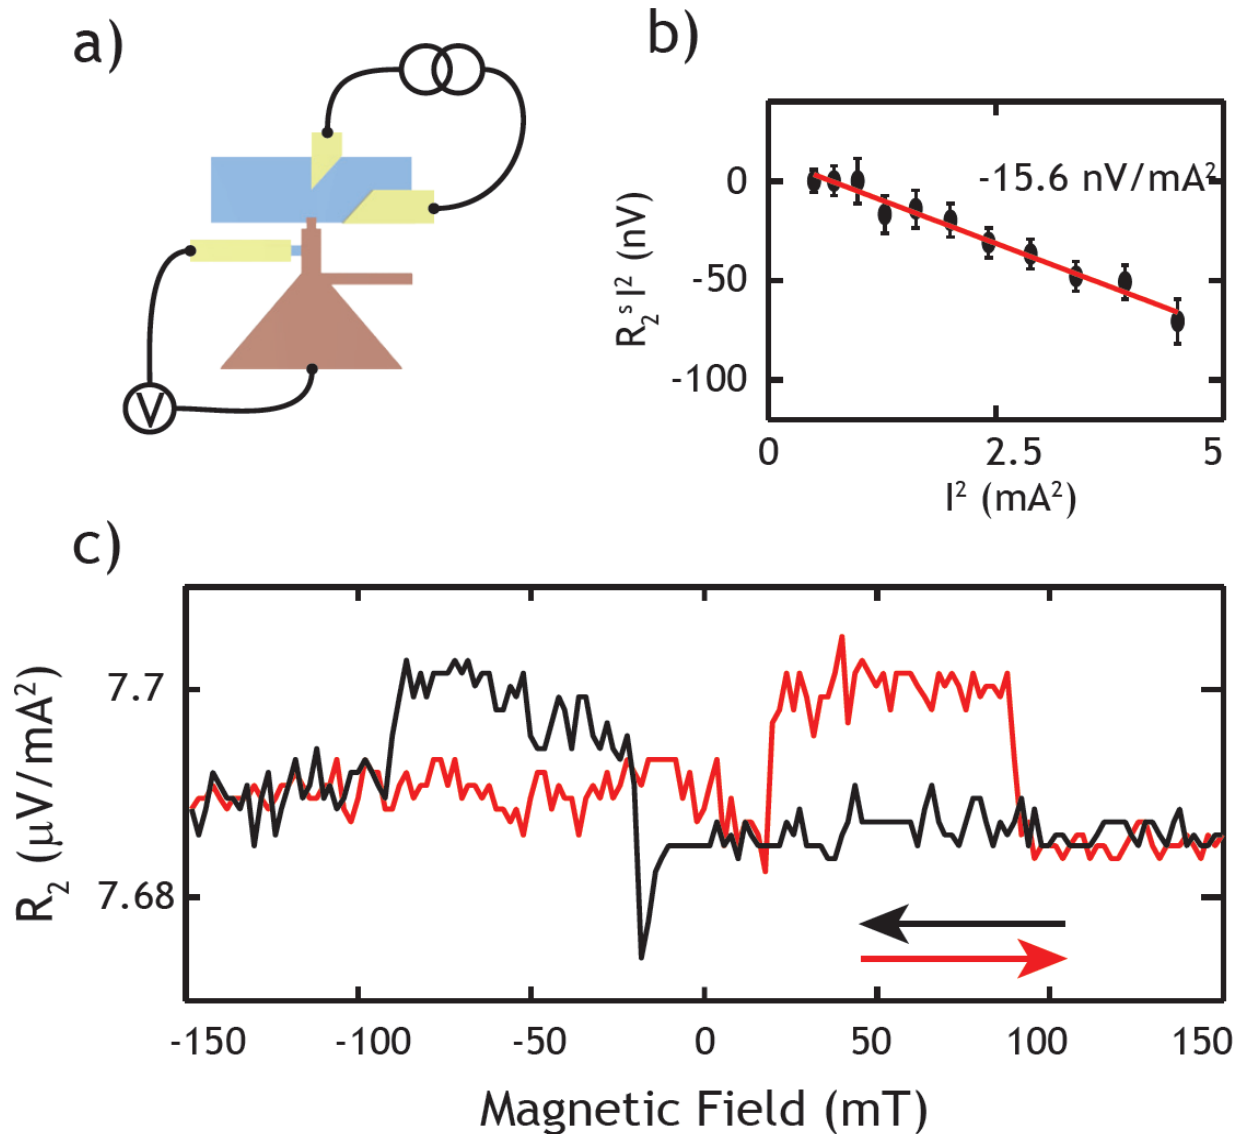 a)
V
b)
0
-50
-100
-15.6 nV/mA²
R₂ˢ I² (nV)
0 2.5 5
I² (mA²)
c)
7.7
7.68
R₂ (μV/mA²)
-150 -100 -50 0 50 100 150
Magnetic Field (mT)